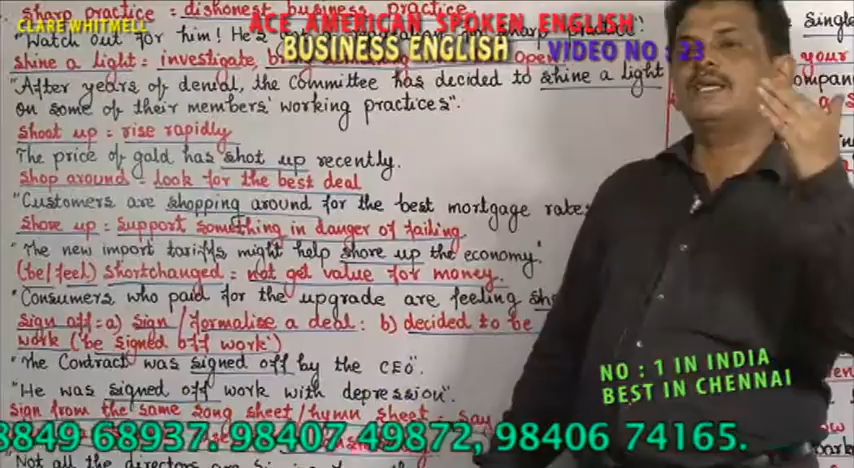 sharp practice = dishonest business practice.
CLARE WHITMELL
ACE AMERICAN SPOKEN ENGLISH
BUSINESS ENGLISH
VIDEO NO : 23
"Watch out for him! He's
shine a light = investigate,
"After years of denial, the Committee has decided to shine a light
on some of their members' working practices".
shoot up = rise rapidly
The price of gold has shot up recently.
shop around = look for the best deal
"Customers are shopping around for the best mortgage rates
shore up = support something in danger of failing
"The new import tariffs might help shore up the economy".
(be/feel) shortchanged = not get value for money.
"Consumers who paid for the upgrade are feeling
sign off = a) sign / formalise a deal : b) decided to be
work ('be signed off work')
"The Contract was signed off by the CEO".
"He was signed off work with depression".
sign from the same song sheet / hymn sheet = say
8849 68937. 98407 49872, 98406 74165.
"Not all the directors are
single
your
NO : 1 IN INDIA
BEST IN CHENNAI